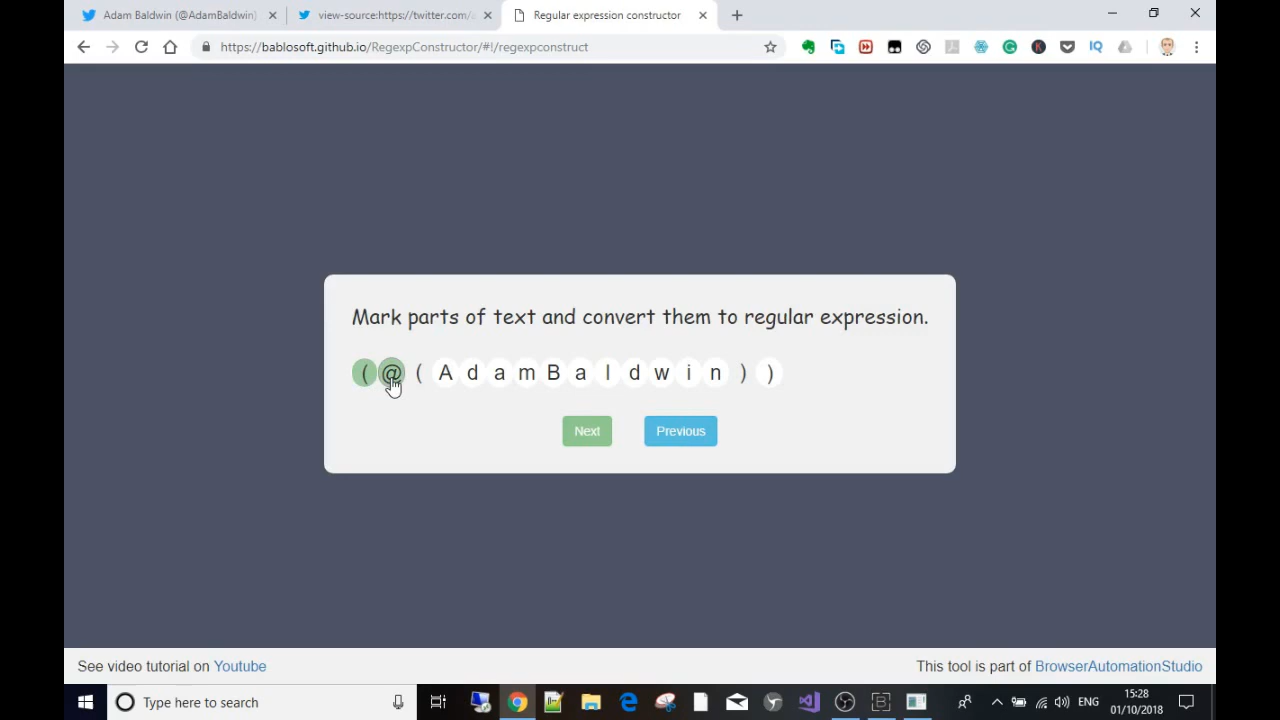 Adam Baldwin (@AdamBaldwin)
view-source:https://twitter.com/
Regular expression constructor
https://bablosoft.github.io/RegexpConstructor/#!/regexpconstruct
IQ
Mark parts of text and convert them to regular expression.
( @ ( A d a m B a l d w i n ) )
Next Previous
See video tutorial on Youtube
This tool is part of BrowserAutomationStudio
Type here to search
ENG
15:28
01/10/2018